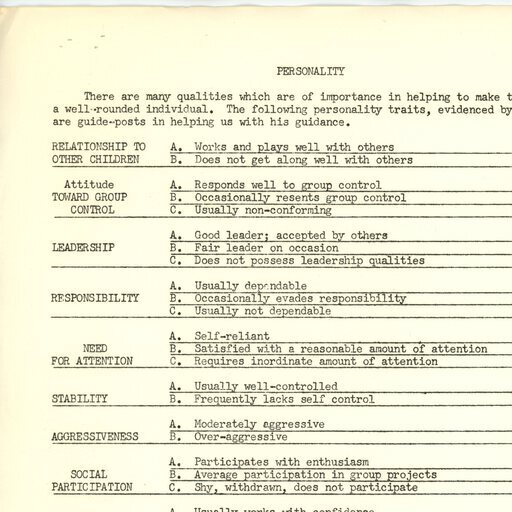 PERSONALITY
There are many qualities which are of importance in helping to make
a well-rounded individual. The following personality traits, evidenced by
are guide-posts in helping us with his guidance.
RELATIONSHIP TO A. Works and plays well with others
OTHER CHILDREN B. Does not get along well with others
Attitude A. Responds well to group control
TOWARD GROUP B. Occasionally resents group control
CONTROL C. Usually non-conforming
A. Good leader; accepted by others
LEADERSHIP B. Fair leader on occasion
C. Does not possess leadership qualities
A. Usually dependable
RESPONSIBILITY B. Occasionally evades responsibility
C. Usually not dependable
A. Self-reliant
NEED B. Satisfied with a reasonable amount of attention
FOR ATTENTION C. Requires inordinate amount of attention
A. Usually well-controlled
STABILITY B. Frequently lacks self control
A. Moderately aggressive
AGGRESSIVENESS B. Over-aggressive
A. Participates with enthusiasm
SOCIAL B. Average participation in group projects
PARTICIPATION C. Shy, withdrawn, does not participate
A. Usually works with confidence